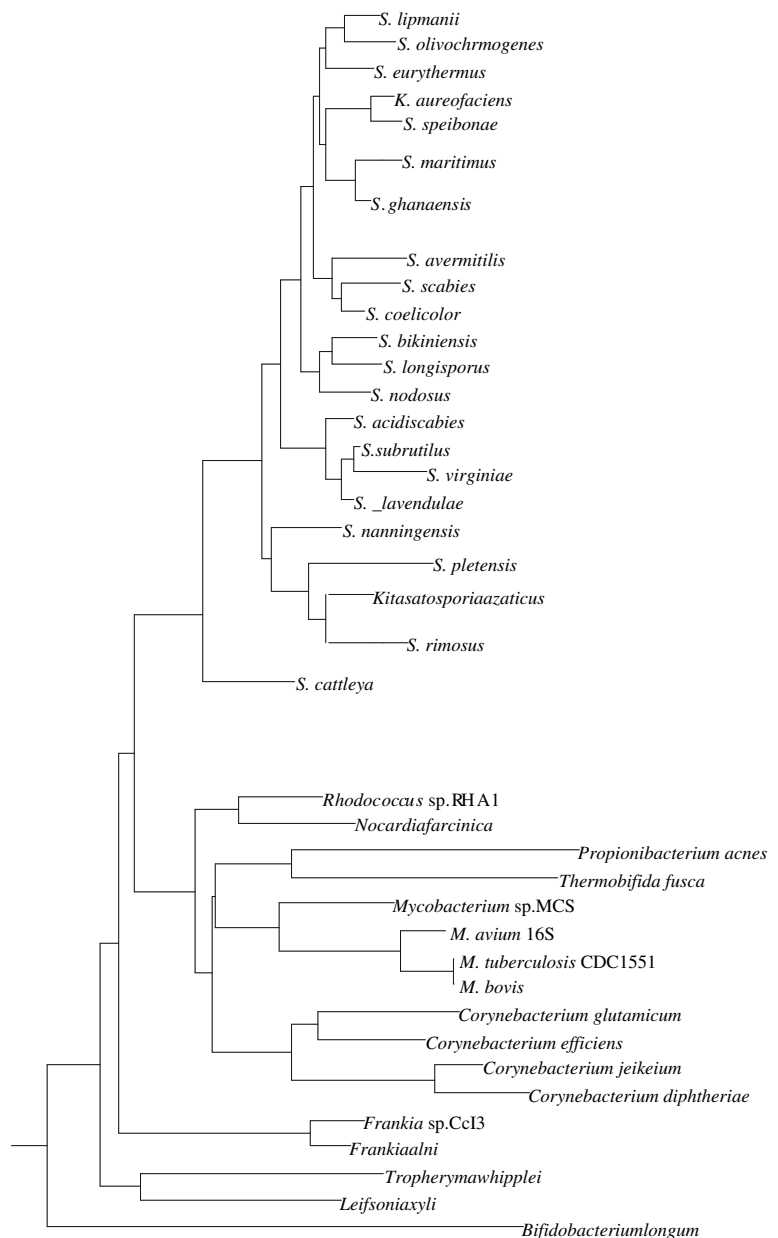 S. lipmanii
S. olivochrmogenes
S. eurythermus
K. aureofaciens
S. speibonae
S. maritimus
S. ghanaensis
S. avermitilis
S. scabies
S. coelicolor
S. bikiniensis
S. longisporus
S. nodosus
S. acidiscabies
S.subrutilus
S. virginiae
S. _lavendulae
S. nanningensis
S. pletensis
Kitasatosporiaazaticus
S. rimosus
S. cattleya
Rhodococcus sp.RHA1
Nocardiafarcinica
Propionibacterium acnes
Thermobifida fusca
Mycobacterium sp.MCS
M. avium 16S
M. tuberculosis CDC1551
M. bovis
Corynebacterium glutamicum
Corynebacterium efficiens
Corynebacterium jeikeium
Corynebacterium diphtheriae
Frankia sp.CcI3
Frankiaalni
Tropherymawhipplei
Leifsoniaxyli
Bifidobacteriumlongum